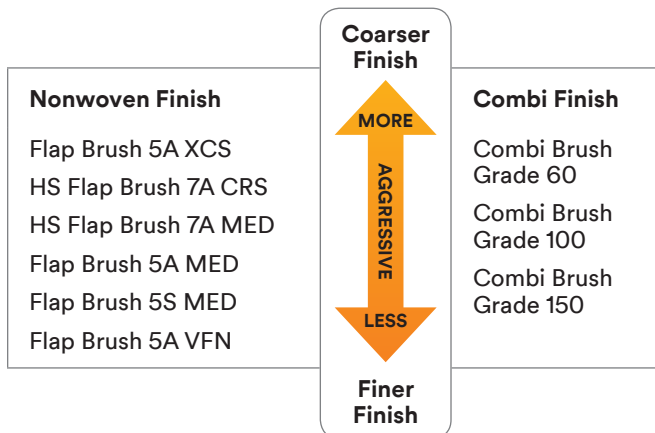 Coarser
Finish
Nonwoven Finish
Flap Brush 5A XCS
HS Flap Brush 7A CRS
HS Flap Brush 7A MED
Flap Brush 5A MED
Flap Brush 5S MED
Flap Brush 5A VFN
MORE
AGGRESSIVE
LESS
Combi Finish
Combi Brush
Grade 60
Combi Brush
Grade 100
Combi Brush
Grade 150
Finer
Finish